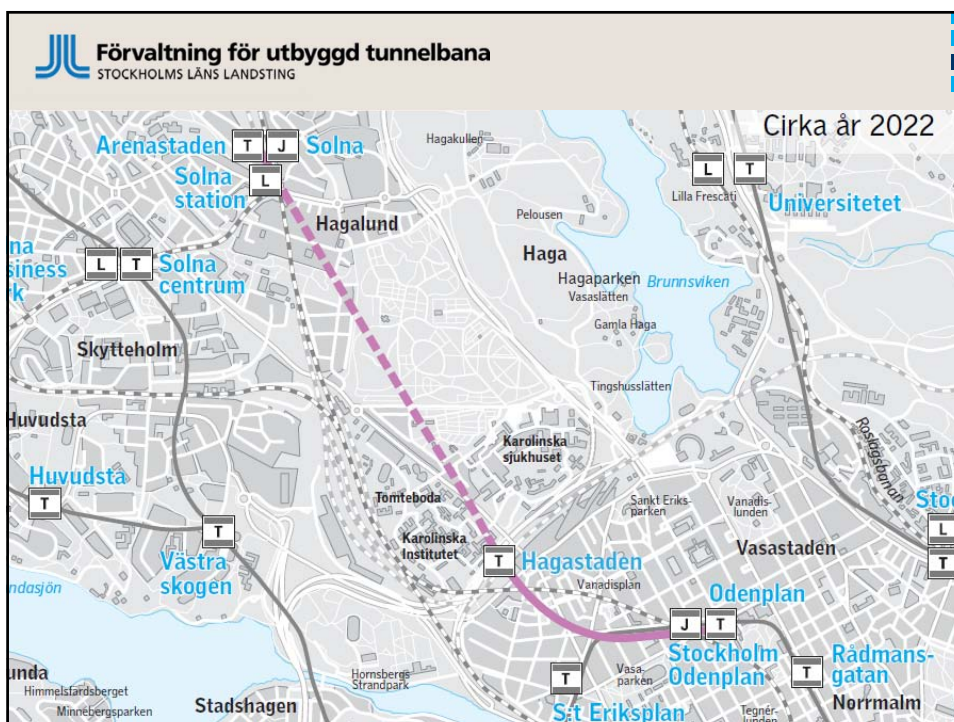 Förvaltning för utbyggd tunnelbana
STOCKHOLMS LÄNS LANDSTING
Cirka år 2022
Hagakullen
Arenastaden
T
J
Solna
Solna
station
L
L
T
Lilla Frescati
Universitetet
Hagalund
Pelousen
Haga
Hagaparken
Brunnsviken
Vasaslätten
Gamla Haga
L
T
Solna
centrum
Skytteholm
Tingshusslätten
Huvudsta
Karolinska
sjukhuset
Roslagsbanan
Huvudsta
T
Tomteboda
Sankt Eriks-
parken
Vanadis-
lunden
Karolinska
Institutet
T
Västra
skogen
T
Hagastaden
Vanadisplan
Vasastaden
L
T
Odenplan
J
T
Stockholm
Odenplan
Rådmans-
gatan
T
Vasa-
parken
Hornsbergs
Strandpark
T
S:t Eriksplan
Tegnér-
lunden
Norrmalm
Himmelsfärdsberget
Minnebergsparken
Stadshagen